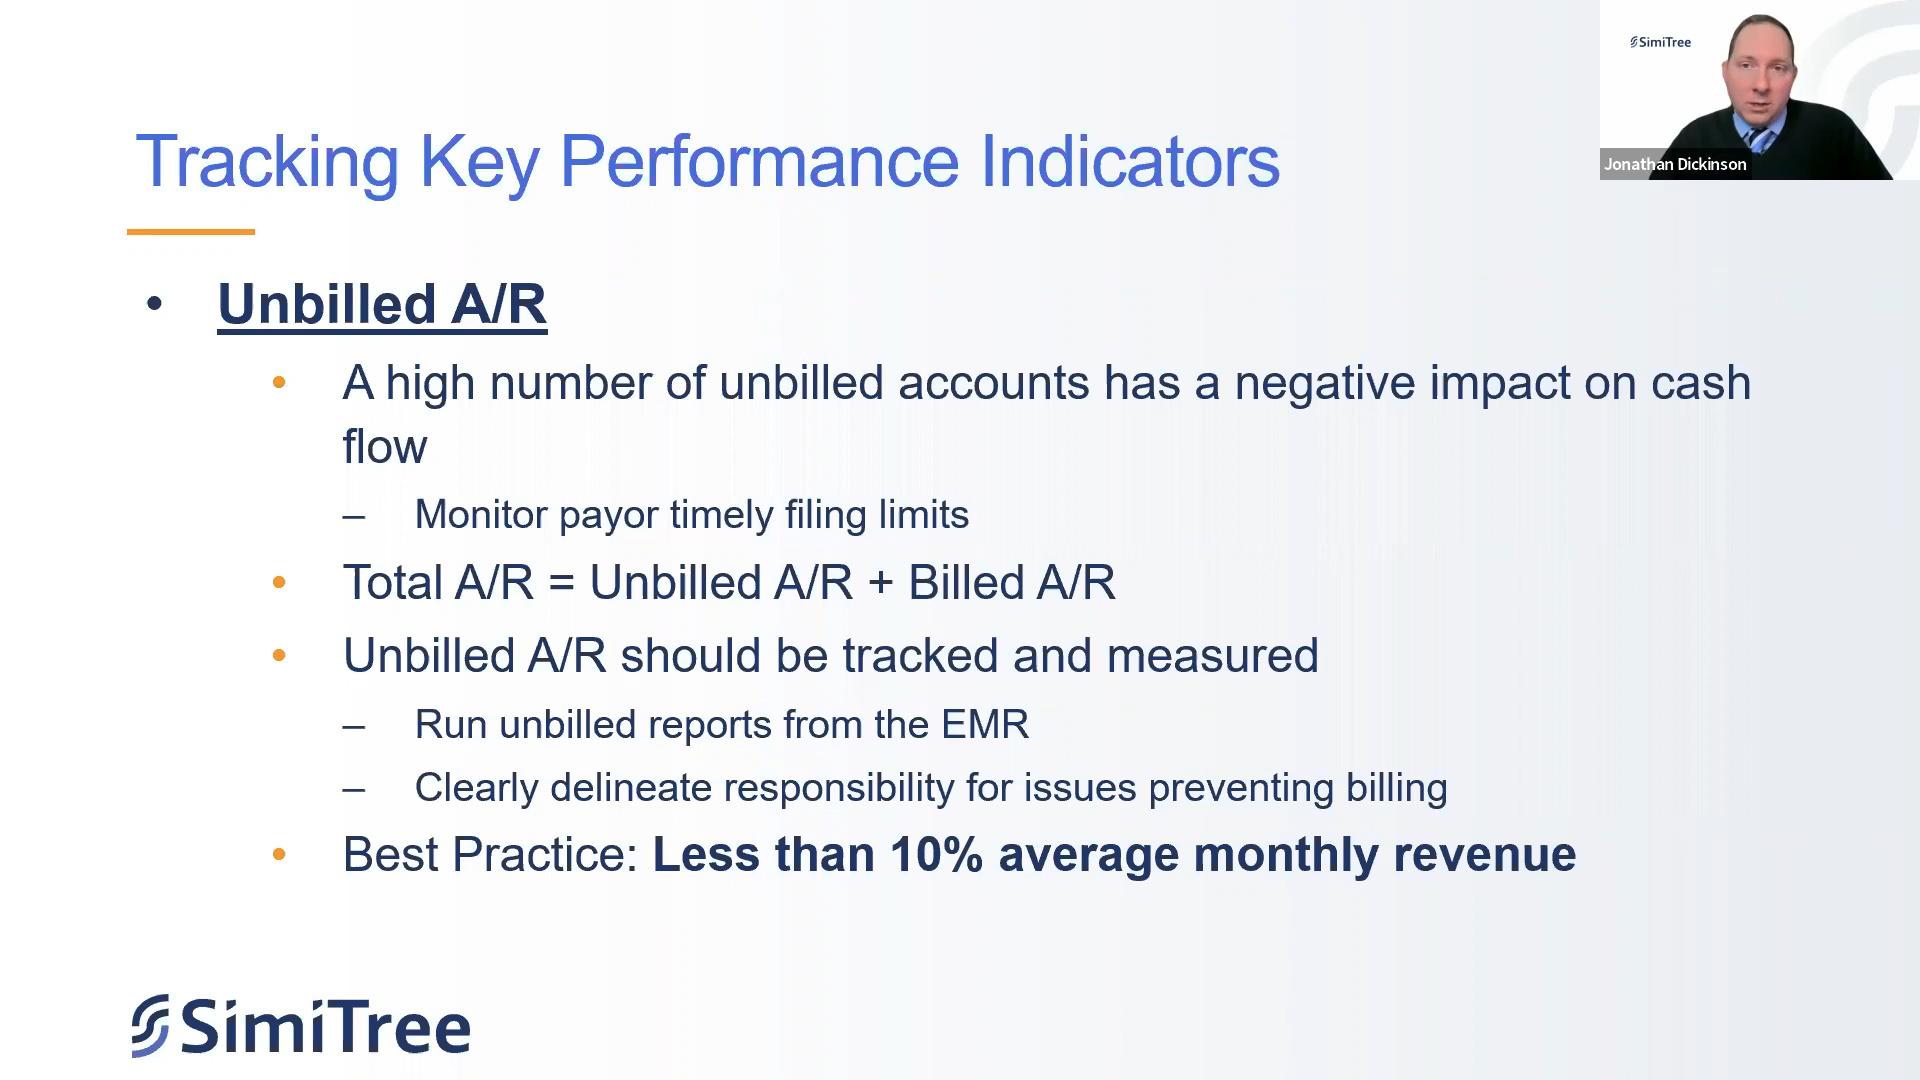 SimiTree
Jonathan Dickinson
Tracking Key Performance Indicators
• Unbilled A/R
• A high number of unbilled accounts has a negative impact on cash
flow
– Monitor payor timely filing limits
• Total A/R = Unbilled A/R + Billed A/R
• Unbilled A/R should be tracked and measured
– Run unbilled reports from the EMR
– Clearly delineate responsibility for issues preventing billing
• Best Practice: Less than 10% average monthly revenue
SimiTree